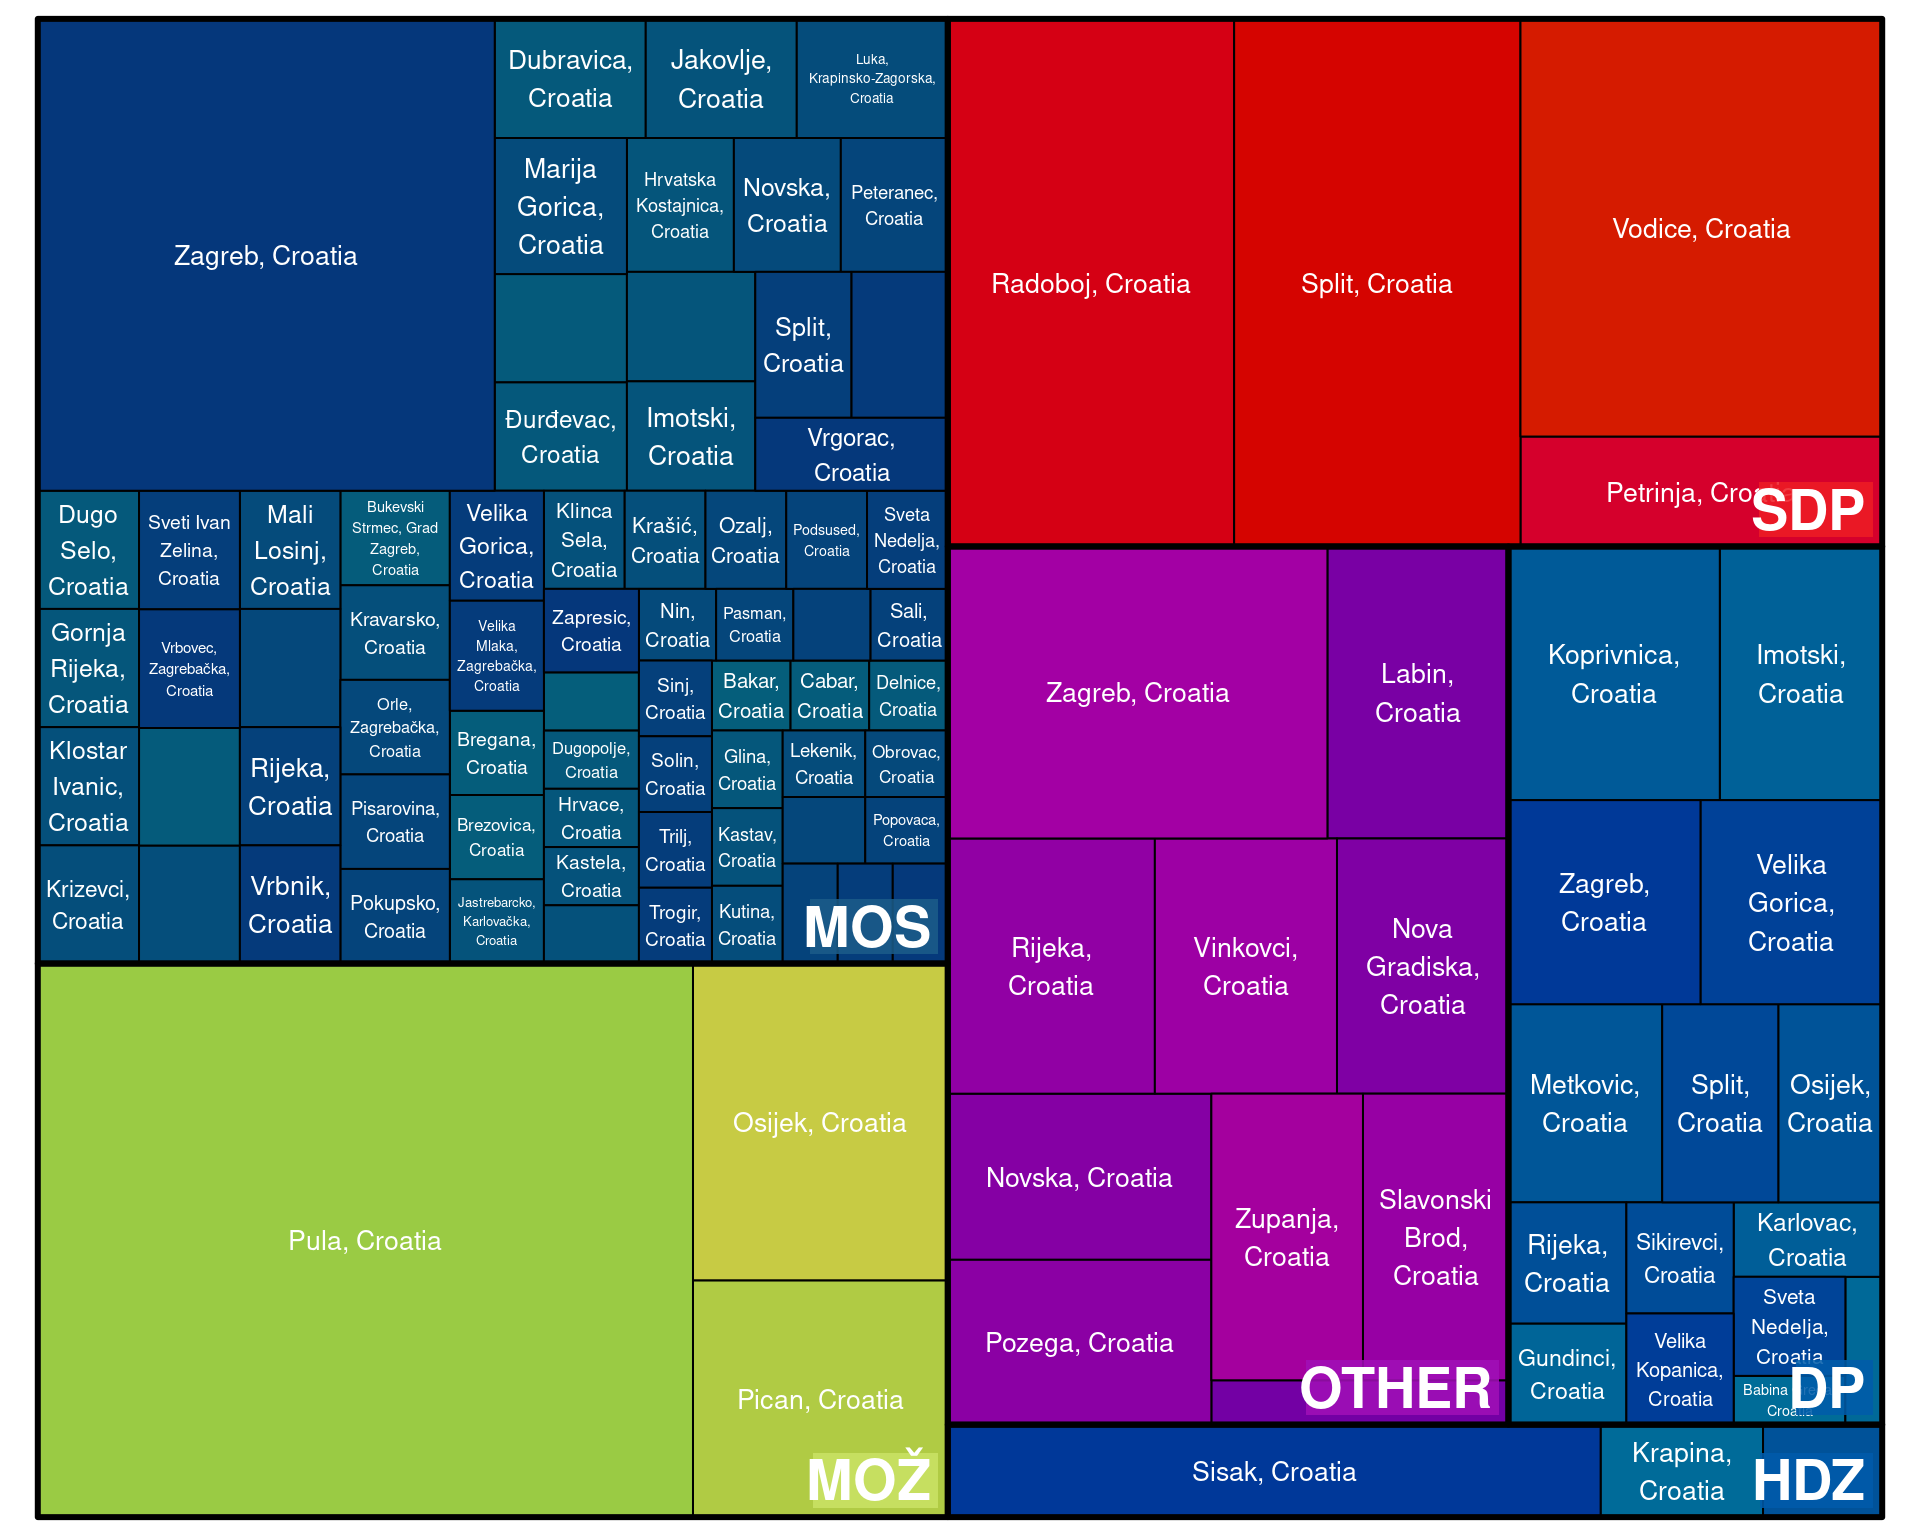 Zagreb, Croatia
Dubravica,
Croatia
Jakovlje,
Croatia
Luka,
Krapinsko-Zagorska,
Croatia
Marija
Gorica,
Croatia
Hrvatska
Kostajnica,
Croatia
Novska,
Croatia
Peteranec,
Croatia
Split,
Croatia
Đurđevac,
Croatia
Imotski,
Croatia
Vrgorac,
Croatia
Dugo
Selo,
Croatia
Sveti Ivan
Zelina,
Croatia
Mali
Losinj,
Croatia
Bukevski
Strmec, Grad
Zagreb,
Croatia
Velika
Gorica,
Croatia
Klinca
Sela,
Croatia
Krašić,
Croatia
Ozalj,
Croatia
Podsused,
Croatia
Sveta
Nedelja,
Croatia
Gornja
Rijeka,
Croatia
Vrbovec,
Zagrebačka,
Croatia
Kravarsko,
Croatia
Velika
Mlaka,
Zagrebačka,
Croatia
Zapresic,
Croatia
Nin,
Croatia
Pasman,
Croatia
Sali,
Croatia
Orle,
Zagrebačka,
Croatia
Sinj,
Croatia
Bakar,
Croatia
Cabar,
Croatia
Delnice,
Croatia
Klostar
Ivanic,
Croatia
Rijeka,
Croatia
Bregana,
Croatia
Dugopolje,
Croatia
Solin,
Croatia
Glina,
Croatia
Lekenik,
Croatia
Obrovac,
Croatia
Pisarovina,
Croatia
Brezovica,
Croatia
Hrvace,
Croatia
Trilj,
Croatia
Kastav,
Croatia
Popovaca,
Croatia
Krizevci,
Croatia
Vrbnik,
Croatia
Pokupsko,
Croatia
Jastrebarcko,
Karlovačka,
Croatia
Kastela,
Croatia
Trogir,
Croatia
Kutina,
Croatia
MOS
Pula, Croatia
Osijek, Croatia
Pican, Croatia
MOŽ
Radoboj, Croatia
Split, Croatia
Vodice, Croatia
Petrinja, Croatia
SDP
Zagreb, Croatia
Labin,
Croatia
Rijeka,
Croatia
Vinkovci,
Croatia
Nova
Gradiska,
Croatia
Novska, Croatia
Zupanja,
Croatia
Slavonski
Brod,
Croatia
Pozega, Croatia
OTHER
Koprivnica,
Croatia
Imotski,
Croatia
Zagreb,
Croatia
Velika
Gorica,
Croatia
Metkovic,
Croatia
Split,
Croatia
Osijek,
Croatia
Rijeka,
Croatia
Sikirevci,
Croatia
Karlovac,
Croatia
Sveta
Nedelja,
Croatia
Gundinci,
Croatia
Velika
Kopanica,
Croatia
Babina
Croatia
DP
Sisak, Croatia
Krapina,
Croatia
HDZ